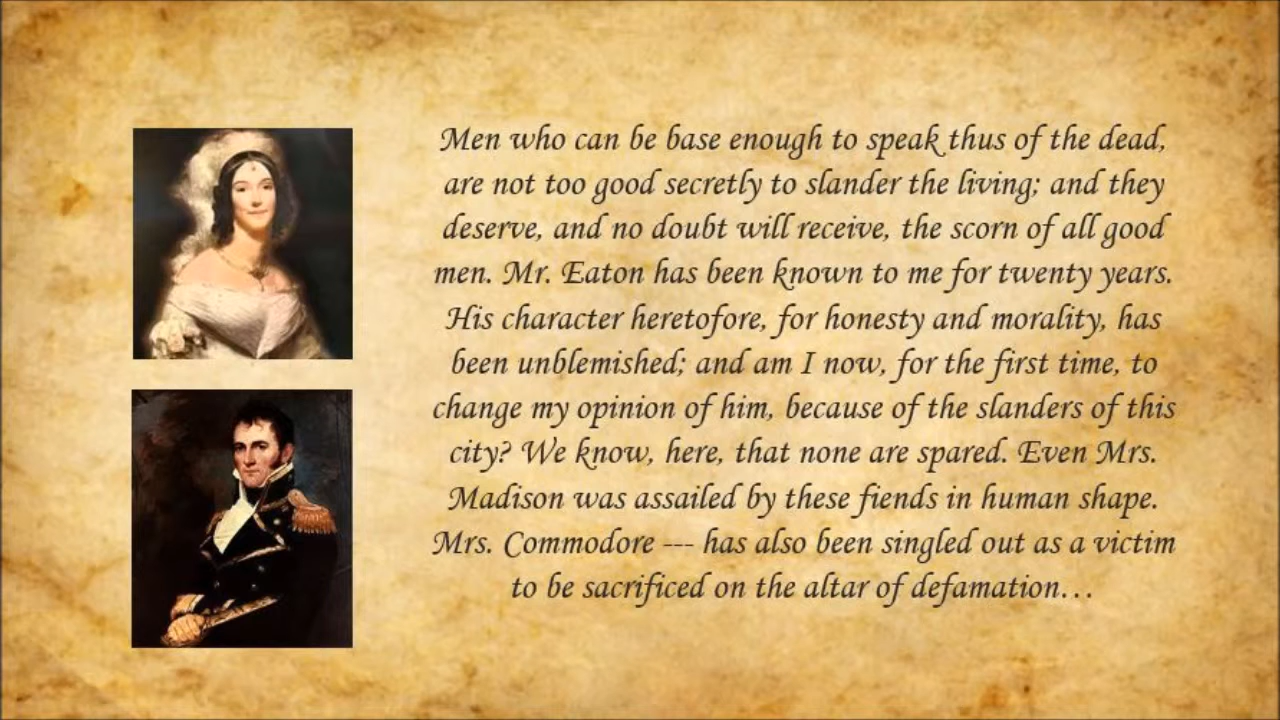 Men who can be base enough to speak thus of the dead,
are not too good secretly to slander the living; and they
deserve, and no doubt will receive, the scorn of all good
men. Mr. Eaton has been known to me for twenty years.
His character heretofore, for honesty and morality, has
been unblemished; and am I now, for the first time, to
change my opinion of him, because of the slanders of this
city? We know, here, that none are spared. Even Mrs.
Madison was assailed by these fiends in human shape.
Mrs. Commodore --- has also been singled out as a victim
to be sacrificed on the altar of defamation…